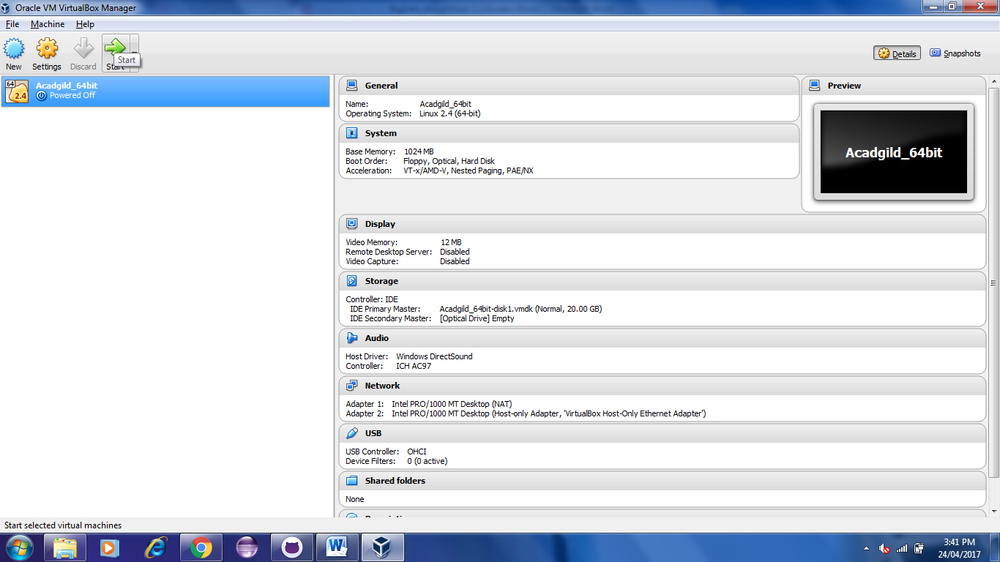 Oracle VM VirtualBox Manager
File Machine Help
New Settings Discard Start
Start
Details Snapshots
64
2.4
Acadgild_64bit
Powered Off
General
Name: Acadgild_64bit
Operating System: Linux 2.4 (64-bit)
System
Base Memory: 1024 MB
Boot Order: Floppy, Optical, Hard Disk
Acceleration: VT-x/AMD-V, Nested Paging, PAE/NX
Preview
Acadgild_64bit
Display
Video Memory: 12 MB
Remote Desktop Server: Disabled
Video Capture: Disabled
Storage
Controller: IDE
IDE Primary Master: Acadgild_64bit-disk1.vmdk (Normal, 20.00 GB)
IDE Secondary Master: [Optical Drive] Empty
Audio
Host Driver: Windows DirectSound
Controller: ICH AC97
Network
Adapter 1: Intel PRO/1000 MT Desktop (NAT)
Adapter 2: Intel PRO/1000 MT Desktop (Host-only Adapter, 'VirtualBox Host-Only Ethernet Adapter')
USB
USB Controller: OHCI
Device Filters: 0 (0 active)
Shared folders
None
Start selected virtual machines
3:41 PM
24/04/2017